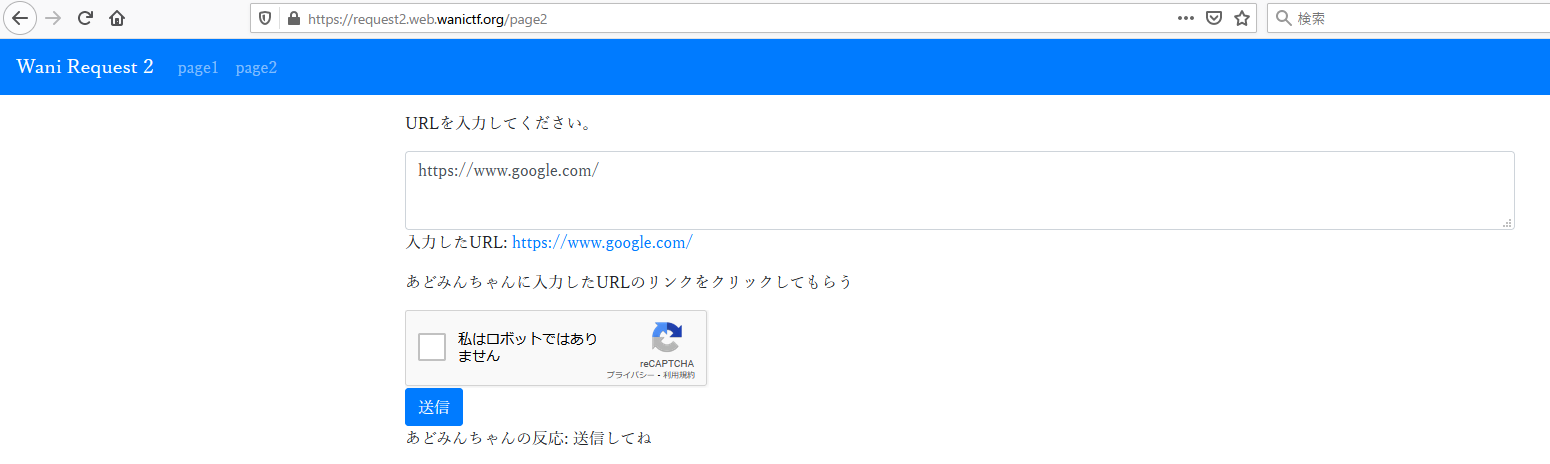 https://request2.web.wanictf.org/page2
検索
Wani Request 2 page1 page2
URLを入力してください。
https://www.google.com/
入力したURL: https://www.google.com/
あどみんちゃんに入力したURLのリンクをクリックしてもらう
私はロボットではあり
ません
reCAPTCHA
プライバシー・利用規約
送信
あどみんちゃんの反応: 送信してね